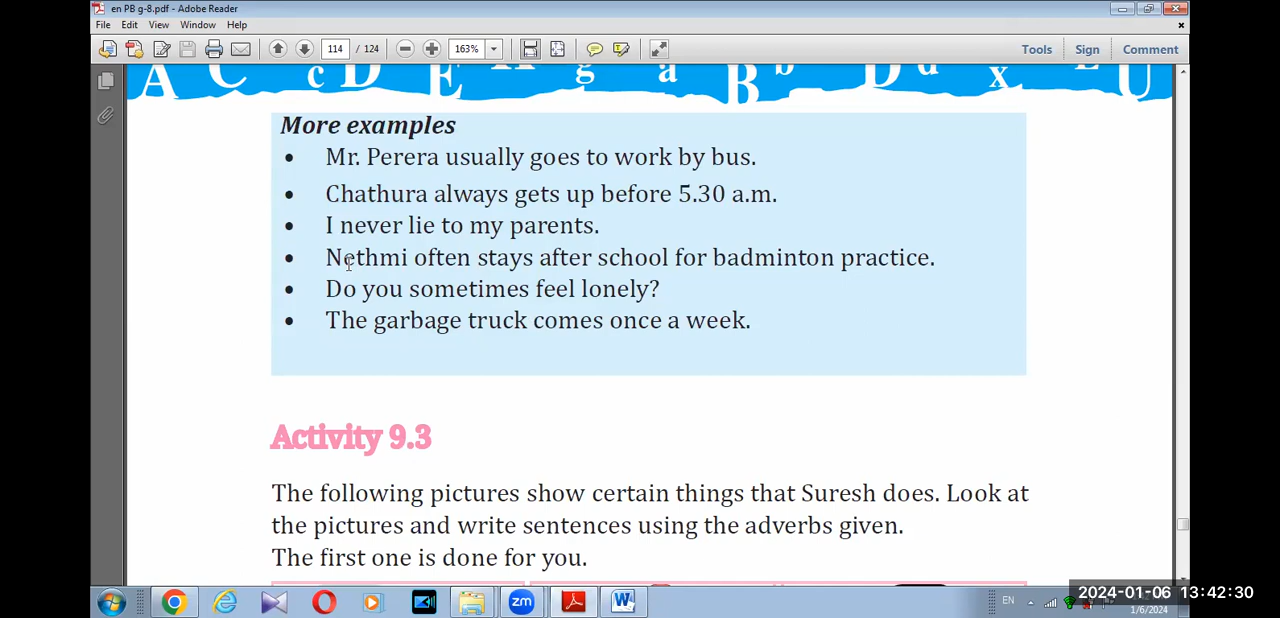 en PB g-8.pdf - Adobe Reader
File Edit View Window Help
114 / 124 163% Tools Sign Comment
A C c D E g a B b D d x U
More examples
• Mr. Perera usually goes to work by bus.
• Chathura always gets up before 5.30 a.m.
• I never lie to my parents.
• Nethmi often stays after school for badminton practice.
• Do you sometimes feel lonely?
• The garbage truck comes once a week.
Activity 9.3
The following pictures show certain things that Suresh does. Look at
the pictures and write sentences using the adverbs given.
The first one is done for you.
zm W EN
2024-01-06 13:42:30
1/6/2024